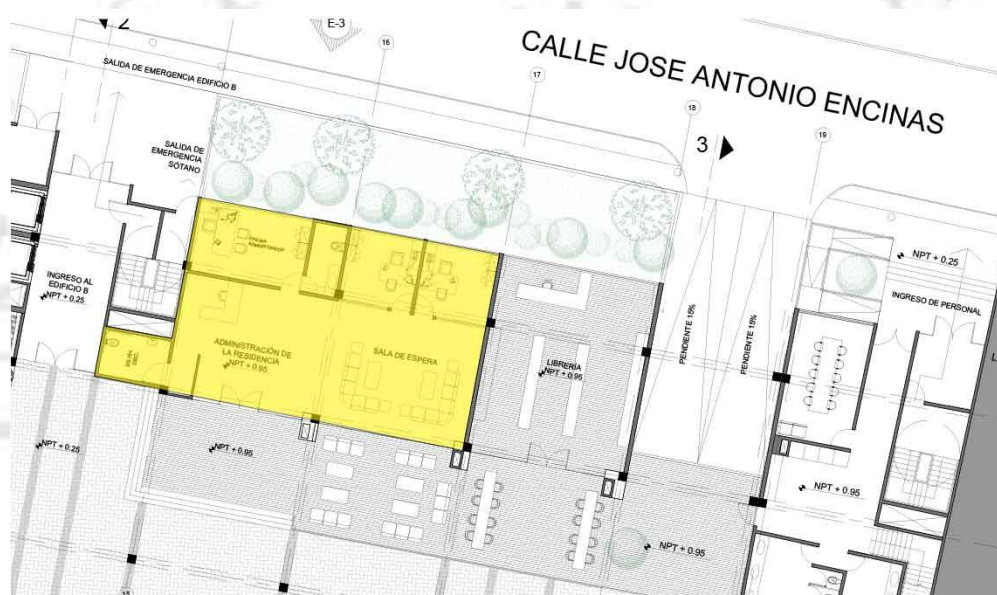 2
E-3
16
17
18
19
CALLE JOSE ANTONIO ENCINAS
3
SALIDA DE EMERGENCIA EDIFICIO B
SALIDA DE
EMERGENCIA
SÓTANO
INGRESO AL
EDIFICIO B
NPT + 0.25
ADMINISTRACIÓN DE
LA RESIDENCIA
NPT + 0.95
SALA DE ESPERA
LIBRERÍA
NPT + 0.95
PENDIENTE 15%
PENDIENTE 15%
NPT + 0.25
INGRESO DE PERSONAL
NPT + 0.95
NPT + 0.25
NPT + 0.95
NPT + 0.95